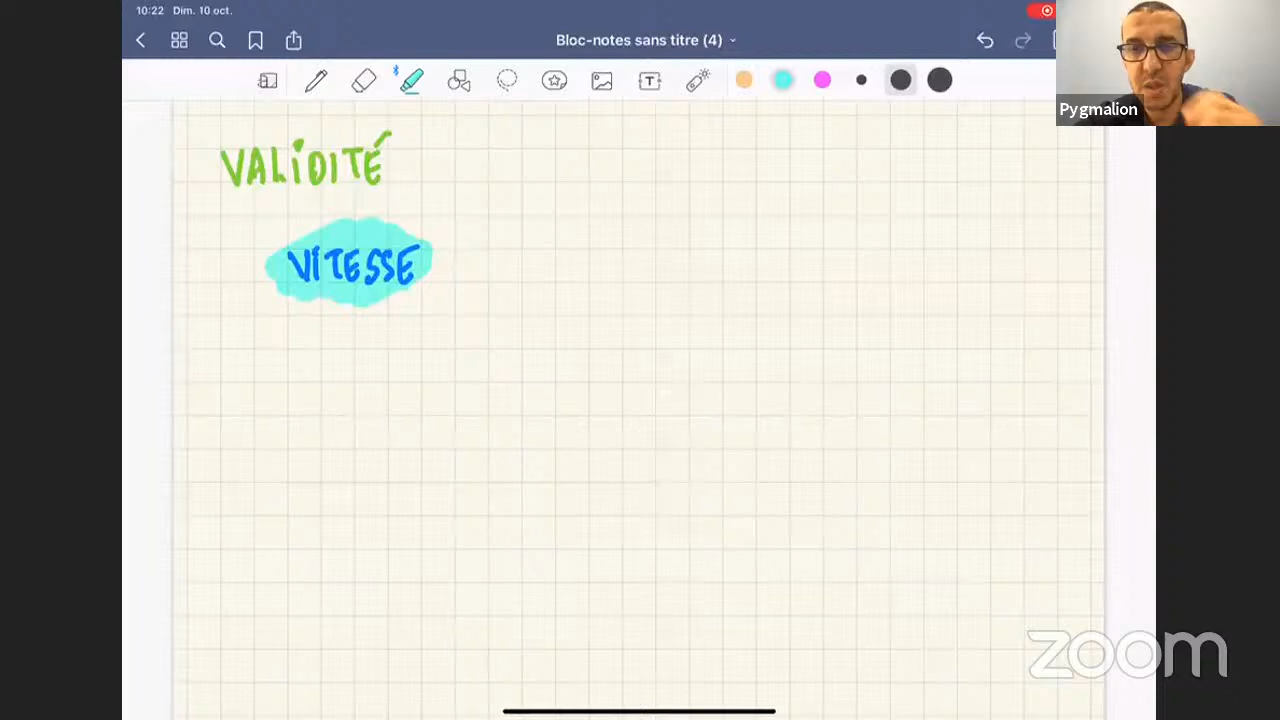 10:22 Dim. 10 oct.
Bloc-notes sans titre (4)
T
Pygmalion
VALIDITÉ
VITESSE
zoom